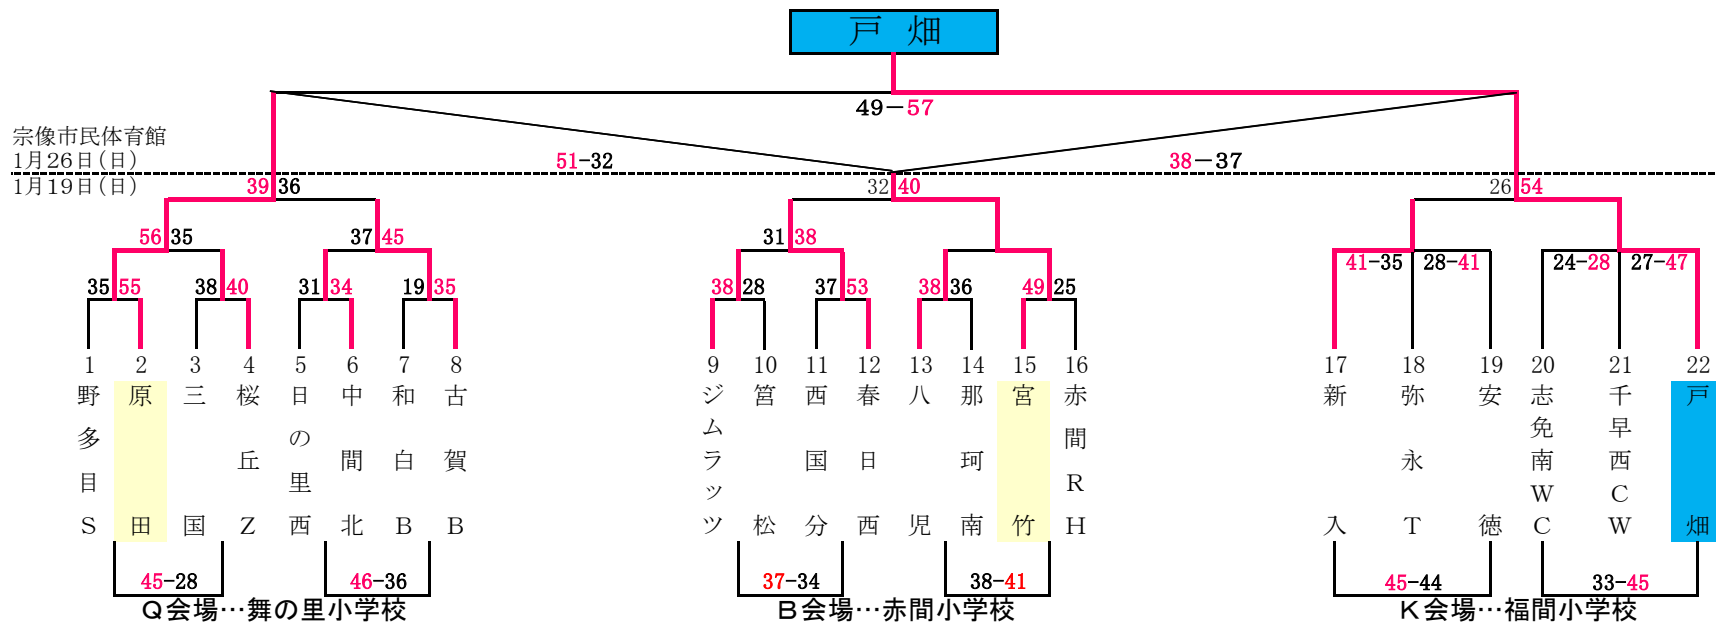 戸 畑
49－57
宗像市民体育館
1月26日(日)
51-32
38－37
1月19日(日)
39 36
32 40
26 54
56 35
37 45
31 38
41-35
28-41
24-28
27-47
35 55
38 40
31 34
19 35
38 28
37 53
38 36
49 25
1 2 3 4 5 6 7 8
9 10 11 12 13 14 15 16
17 18 19 20 21 22
野多目S
原田
三国
桜丘Z
日の里西
中間北
和白B
古賀B
ジムラッツ
筥松
西国分
春日西
八児
那珂南
宮竹
赤間RH
新入
弥永T
安徳
志免南WC
千早西CW
戸畑
45-28
46-36
37-34
38-41
45-44
33-45
Q会場…舞の里小学校
B会場…赤間小学校
K会場…福間小学校